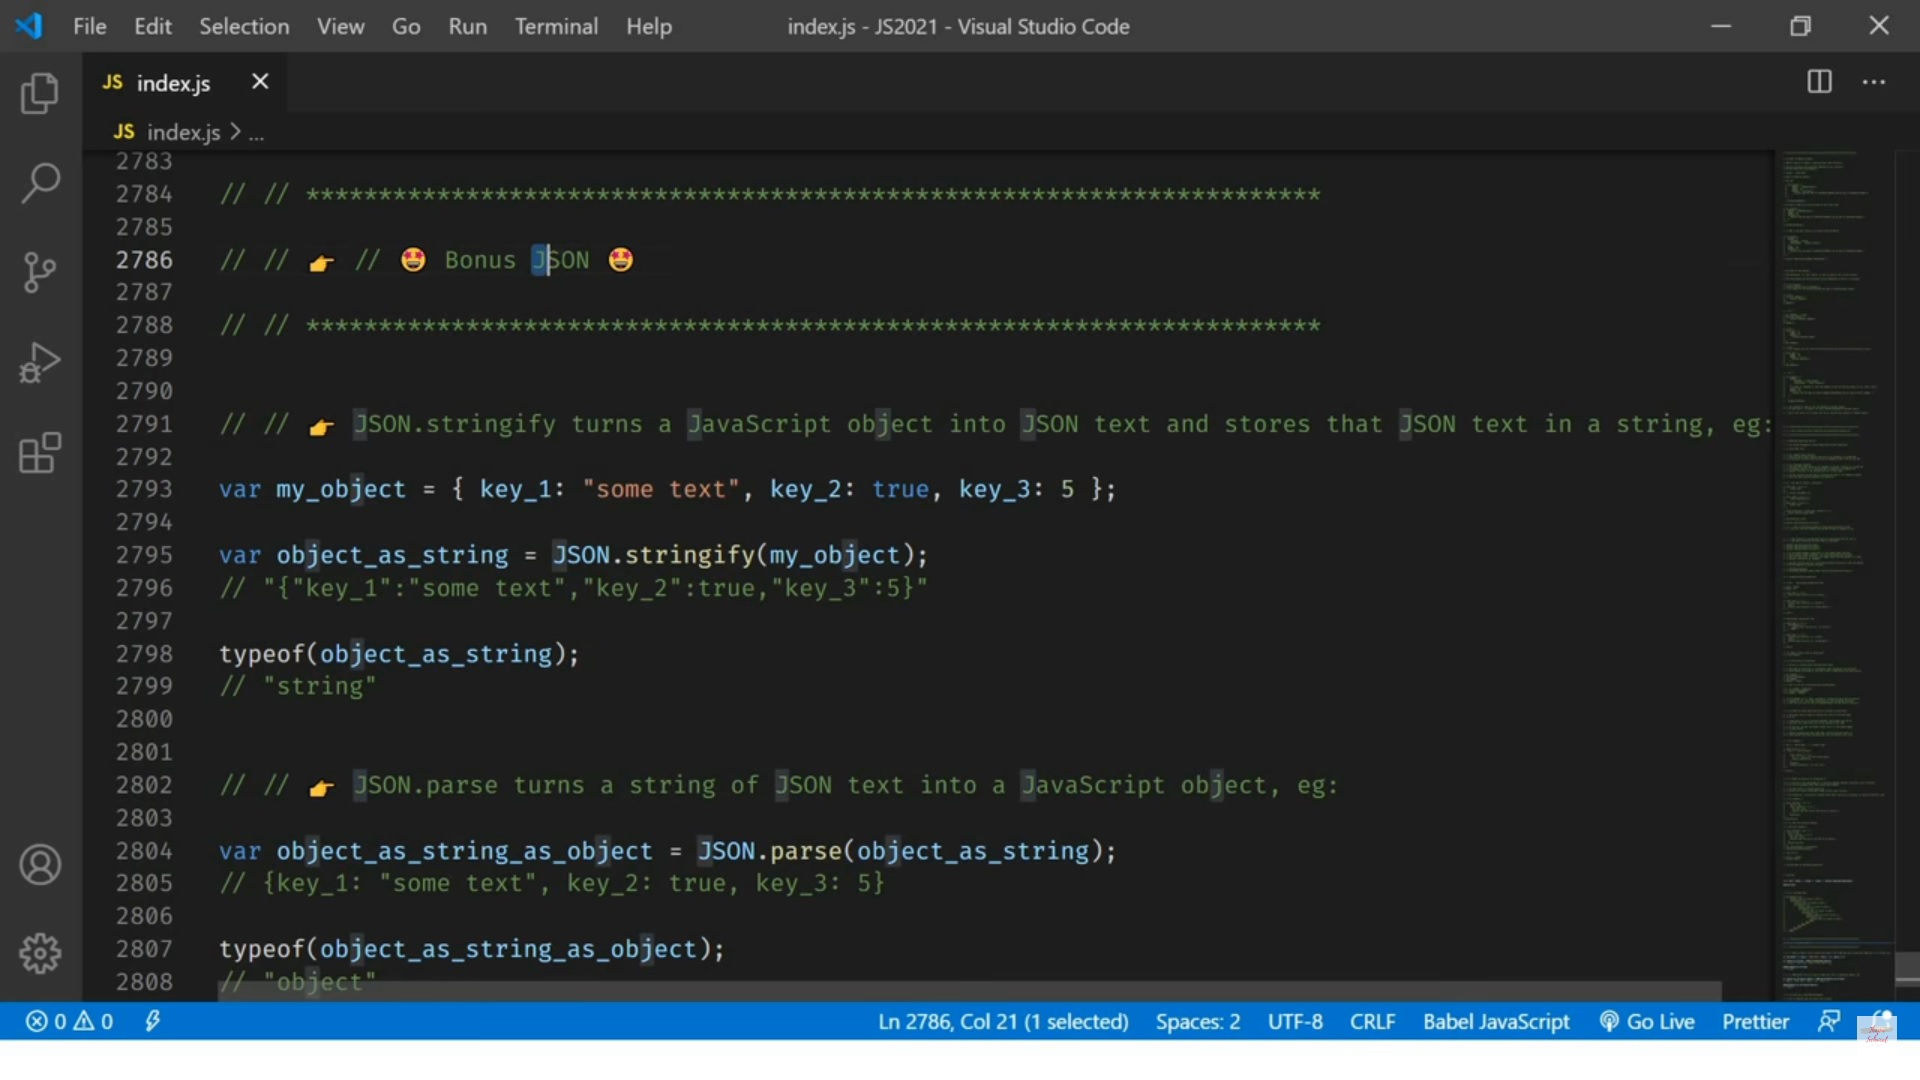 File Edit Selection View Go Run Terminal Help index.js - JS2021 - Visual Studio Code
JS index.js
JS index.js > ...
2783
2784 // // **********************************************************************
2785
2786 // // 👉 // 🤩 Bonus JSON 🤩
2787
2788 // // **********************************************************************
2789
2790
2791 // // 👉 JSON.stringify turns a JavaScript object into JSON text and stores that JSON text in a string, eg:
2792
2793 var my_object = { key_1: "some text", key_2: true, key_3: 5 };
2794
2795 var object_as_string = JSON.stringify(my_object);
2796 // "{"key_1":"some text","key_2":true,"key_3":5}"
2797
2798 typeof(object_as_string);
2799 // "string"
2800
2801
2802 // // 👉 JSON.parse turns a string of JSON text into a JavaScript object, eg:
2803
2804 var object_as_string_as_object = JSON.parse(object_as_string);
2805 // {key_1: "some text", key_2: true, key_3: 5}
2806
2807 typeof(object_as_string_as_object);
2808 // "object"
0 0 Ln 2786, Col 21 (1 selected) Spaces: 2 UTF-8 CRLF Babel JavaScript Go Live Prettier